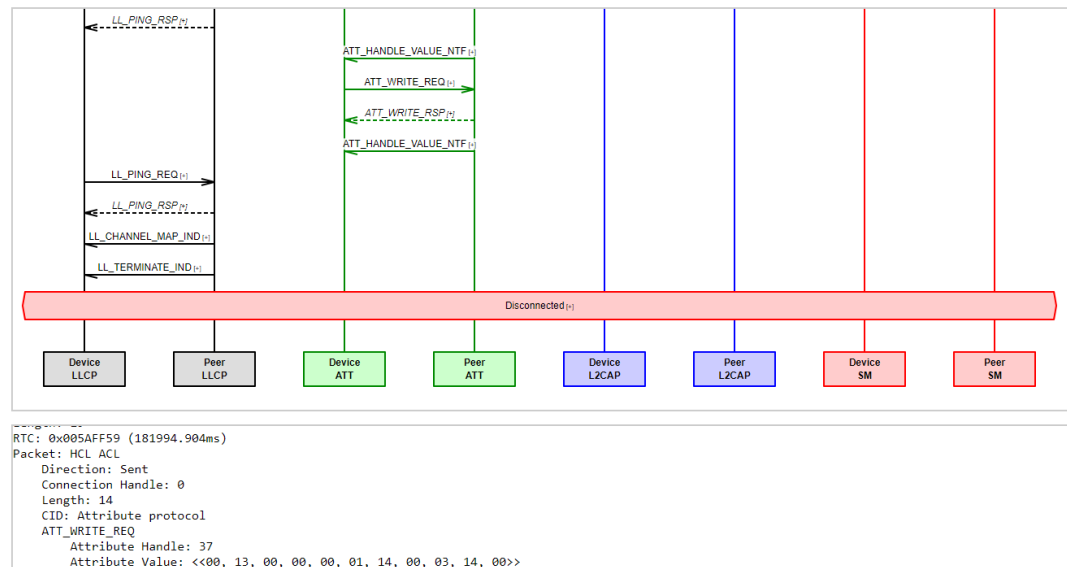 LL_PING_RSP [+]
ATT_HANDLE_VALUE_NTF [+]
ATT_WRITE_REQ [+]
ATT_WRITE_RSP [+]
ATT_HANDLE_VALUE_NTF [+]
LL_PING_REQ [+]
LL_PING_RSP [+]
LL_CHANNEL_MAP_IND [+]
LL_TERMINATE_IND [+]
Disconnected [+]
Device
LLCP
Peer
LLCP
Device
ATT
Peer
ATT
Device
L2CAP
Peer
L2CAP
Device
SM
Peer
SM
RTC: 0x005AFF59 (181994.904ms)
Packet: HCL ACL
Direction: Sent
Connection Handle: 0
Length: 14
CID: Attribute protocol
ATT_WRITE_REQ
Attribute Handle: 37
Attribute Value: <<00, 13, 00, 00, 00, 01, 14, 00, 03, 14, 00>>